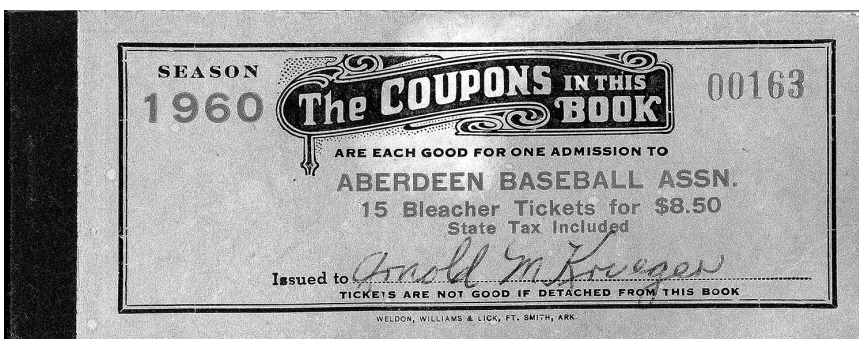 SEASON
1960
The COUPONS IN THIS BOOK
00163
ARE EACH GOOD FOR ONE ADMISSION TO
ABERDEEN BASEBALL ASSN.
15 Bleacher Tickets for $8.50
State Tax Included
Issued to Arnold M Krueger
TICKETS ARE NOT GOOD IF DETACHED FROM THIS BOOK
WELDON, WILLIAMS & LICK, FT. SMITH, ARK.